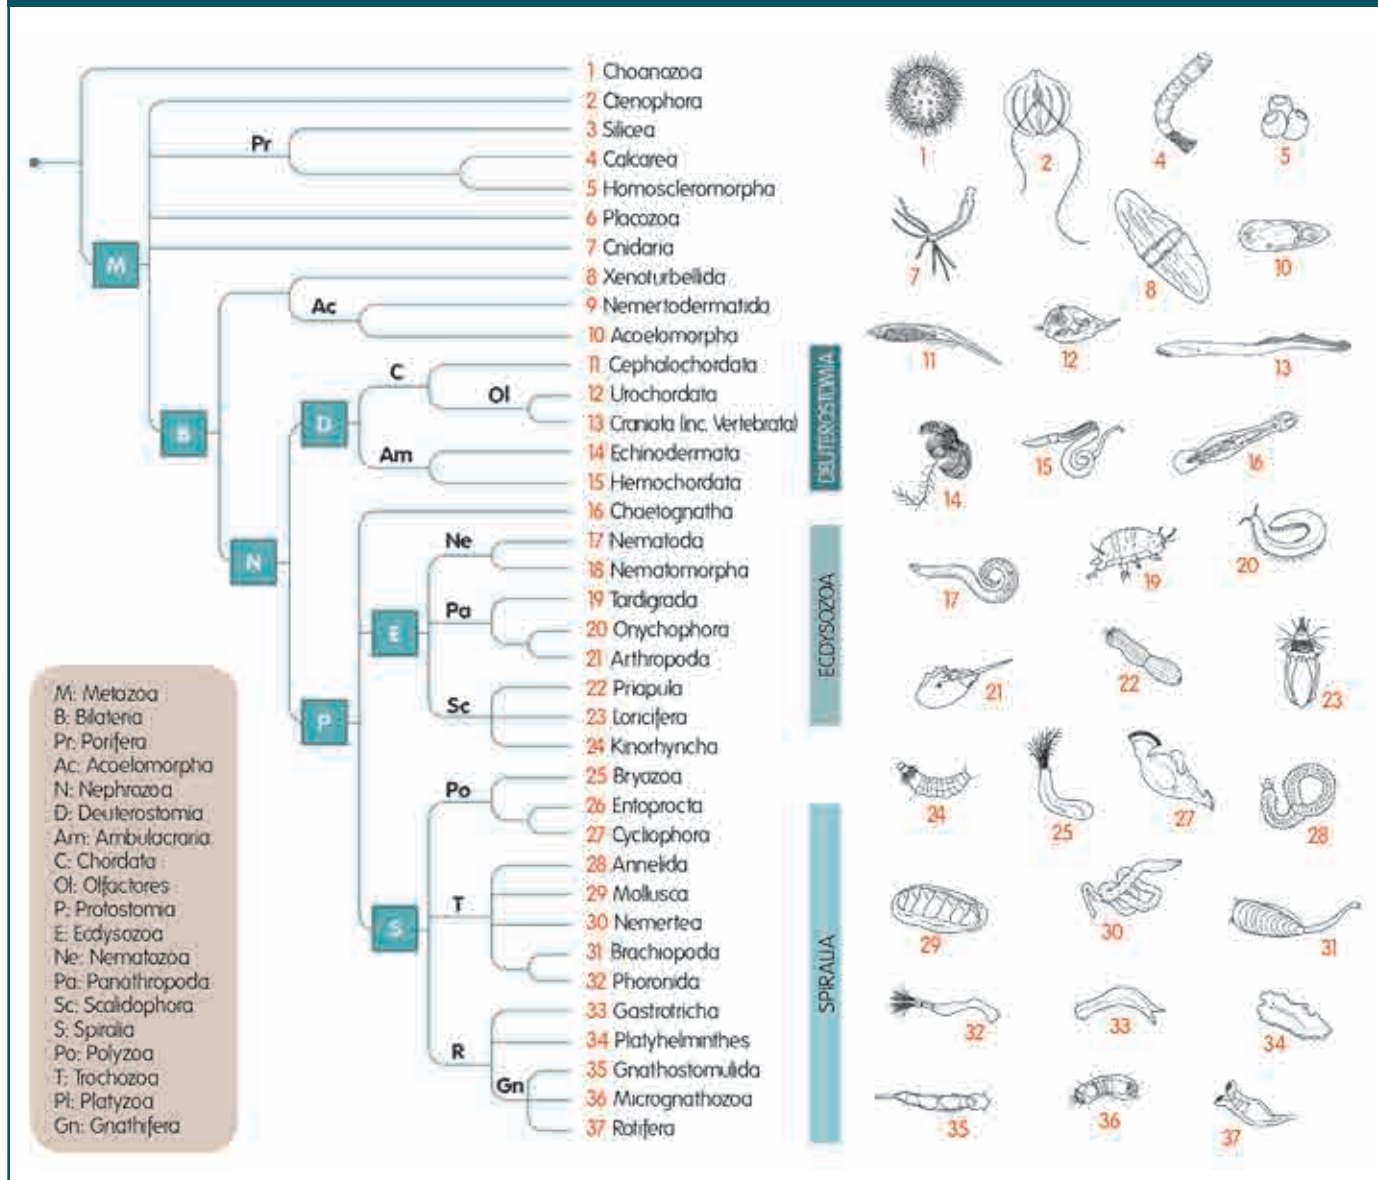 1 Choanozoa
2 Ctenophora
Pr
3 Silicea
4 Calcarea
5 Homoscleromorpha
6 Placozoa
7 Cnidaria
M
8 Xenoturbellida
Ac
9 Nemertodermatida
10 Acoelomorpha
B
11 Cephalochordata
C
12 Urochordata
Ol
13 Craniata (inc. Vertebrata)
D
14 Echinodermata
Am
15 Hemochordata
DEUTEROSTOMIA
16 Chaetognatha
N
17 Nematoda
Ne
18 Nematomorpha
19 Tardigrada
Pa
20 Onychophora
E
21 Arthropoda
22 Priapula
Sc
23 Loricifera
24 Kinorhyncha
ECDYSOZOA
P
25 Bryozoa
Po
26 Entoprocta
27 Cycliophora
28 Annelida
29 Mollusca
T
30 Nemertea
S
31 Brachiopoda
32 Phoronida
33 Gastrotricha
34 Platyhelminthes
R
35 Gnathostomulida
Gn
36 Micrognathozoa
37 Rotifera
SPIRALIA
M: Metazoa
B: Bilateria
Pr: Porifera
Ac: Acoelomorpha
N: Nephrozoa
D: Deuterostomia
Am: Ambulacraria
C: Chordata
Ol: Olfactores
P: Protostomia
E: Ecdysozoa
Ne: Nematozoa
Pa: Panathropoda
Sc: Scalidophora
S: Spiralia
Po: Polyzoa
T: Trochozoa
Pl: Platyzoa
Gn: Gnathifera
1
2
4
5
7
8
10
11
12
13
14
15
16
17
19
20
21
22
23
24
25
27
28
29
30
31
32
33
34
35
36
37